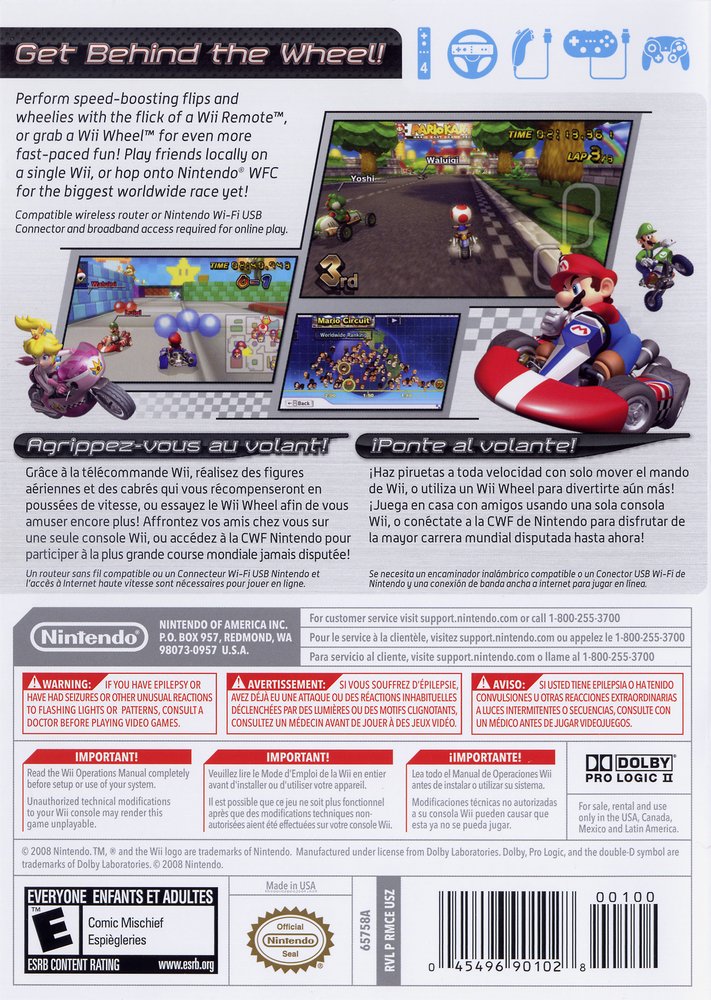 Get Behind the Wheel!
4
Perform speed-boosting flips and
wheelies with the flick of a Wii Remote™,
or grab a Wii Wheel™ for even more
fast-paced fun! Play friends locally on
a single Wii, or hop onto Nintendo® WFC
for the biggest worldwide race yet!
Compatible wireless router or Nintendo Wi-Fi USB
Connector and broadband access required for online play.
MARIOKART
TIME
LAP 3/3
Waluigi
Yoshi
3rd
TIME
Waluigi
Mario Circuit
Worldwide Ranking
Back
Agrippez-vous au volant!
Grâce à la télécommande Wii, réalisez des figures
aériennes et des cabrés qui vous récompenseront en
poussées de vitesse, ou essayez le Wii Wheel afin de vous
amuser encore plus! Affrontez vos amis chez vous sur
une seule console Wii, ou accédez à la CWF Nintendo pour
participer à la plus grande course mondiale jamais disputée!
Un routeur sans fil compatible ou un Connecteur Wi-Fi USB Nintendo et
l'accès à Internet haute vitesse sont nécessaires pour jouer en ligne.
¡Ponte al volante!
¡Haz piruetas a toda velocidad con solo mover el mando
de Wii, o utiliza un Wii Wheel para divertirte aún más!
¡Juega en casa con amigos usando una sola consola
Wii, o conéctate a la CWF de Nintendo para disfrutar de
la mayor carrera mundial disputada hasta ahora!
Se necesita un encaminador inalámbrico compatible o un Conector USB Wi-Fi de
Nintendo y una conexión de banda ancha a internet para jugar en línea.
Nintendo®
NINTENDO OF AMERICA INC.
P.O. BOX 957, REDMOND, WA
98073-0957 U.S.A.
For customer service visit support.nintendo.com or call 1-800-255-3700
Pour le service à la clientèle, visitez support.nintendo.com ou appelez le 1-800-255-3700
Para servicio al cliente, visite support.nintendo.com o llame al 1-800-255-3700
WARNING: IF YOU HAVE EPILEPSY OR
HAVE HAD SEIZURES OR OTHER UNUSUAL REACTIONS
TO FLASHING LIGHTS OR PATTERNS, CONSULT A
DOCTOR BEFORE PLAYING VIDEO GAMES.
AVERTISSEMENT: SI VOUS SOUFFREZ D'ÉPILEPSIE,
AVEZ DÉJÀ EU UNE ATTAQUE OU DES RÉACTIONS INHABITUELLES
DÉCLENCHÉES PAR DES LUMIÈRES OU DES MOTIFS CLIGNOTANTS,
CONSULTEZ UN MÉDECIN AVANT DE JOUER À DES JEUX VIDÉO.
AVISO: SI USTED TIENE EPILEPSIA O HA TENIDO
CONVULSIONES U OTRAS REACCIONES EXTRAORDINARIAS
A LUCES INTERMITENTES O SECUENCIAS, CONSULTE CON
UN MÉDICO ANTES DE JUGAR VIDEOJUEGOS.
IMPORTANT!
Read the Wii Operations Manual completely
before setup or use of your system.
Unauthorized technical modifications
to your Wii console may render this
game unplayable.
IMPORTANT!
Veuillez lire le Mode d'Emploi de la Wii en entier
avant d'installer ou d'utiliser votre appareil.
Il est possible que ce jeu ne soit plus fonctionnel
après que des modifications techniques non-
autorisées aient été effectuées sur votre console Wii.
¡IMPORTANTE!
Lea todo el Manual de Operaciones Wii
antes de instalar o utilizar su sistema.
Modificaciones técnicas no autorizadas
a su consola Wii pueden causar que
esta ya no se pueda jugar.
DOLBY
PRO LOGIC II
For sale, rental and use
only in the USA, Canada,
Mexico and Latin America.
© 2008 Nintendo. TM, ® and the Wii logo are trademarks of Nintendo. Manufactured under license from Dolby Laboratories. Dolby, Pro Logic, and the double-D symbol are
trademarks of Dolby Laboratories. © 2008 Nintendo.
EVERYONE ENFANTS ET ADULTES
E
TM
Comic Mischief
Espiègleries
ESRB CONTENT RATING www.esrb.org
Made in USA
Official
Nintendo
Seal
65758A
RVL P RMCE USZ
0 45496 90102 8
00100